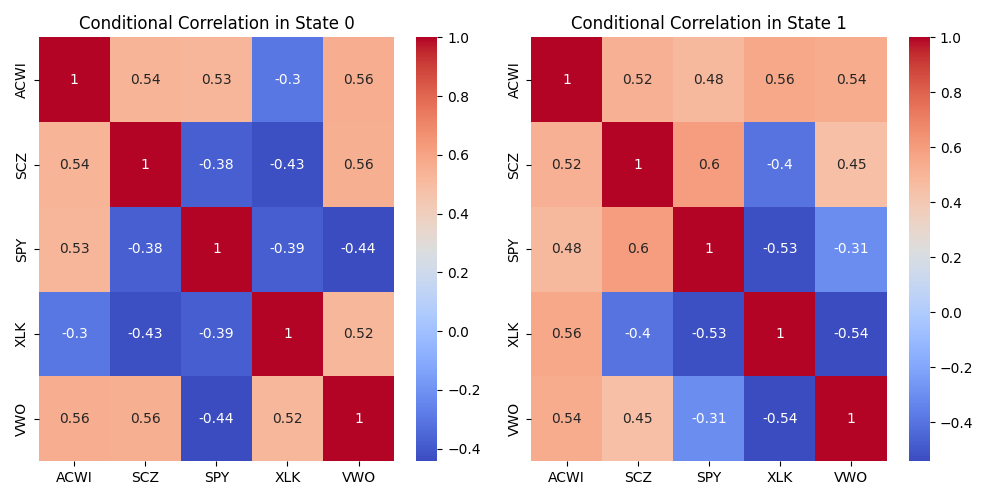 Conditional Correlation in State 0
ACWI 1 0.54 0.53 -0.3 0.56
SCZ 0.54 1 -0.38 -0.43 0.56
SPY 0.53 -0.38 1 -0.39 -0.44
XLK -0.3 -0.43 -0.39 1 0.52
VWO 0.56 0.56 -0.44 0.52 1
ACWI SCZ SPY XLK VWO
1.0
0.8
0.6
0.4
0.2
0.0
−0.2
−0.4
Conditional Correlation in State 1
ACWI 1 0.52 0.48 0.56 0.54
SCZ 0.52 1 0.6 -0.4 0.45
SPY 0.48 0.6 1 -0.53 -0.31
XLK 0.56 -0.4 -0.53 1 -0.54
VWO 0.54 0.45 -0.31 -0.54 1
ACWI SCZ SPY XLK VWO
1.0
0.8
0.6
0.4
0.2
0.0
−0.2
−0.4